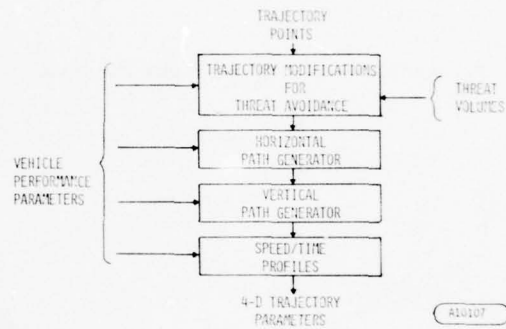 TRAJECTORY
POINTS
TRAJECTORY MODIFICATIONS
FOR
THREAT AVOIDANCE
THREAT
VOLUMES
HORIZONTAL
PATH GENERATOR
VEHICLE
PERFORMANCE
PARAMETERS
VERTICAL
PATH GENERATOR
SPEED/TIME
PROFILES
4-D TRAJECTORY
PARAMETERS
A10107